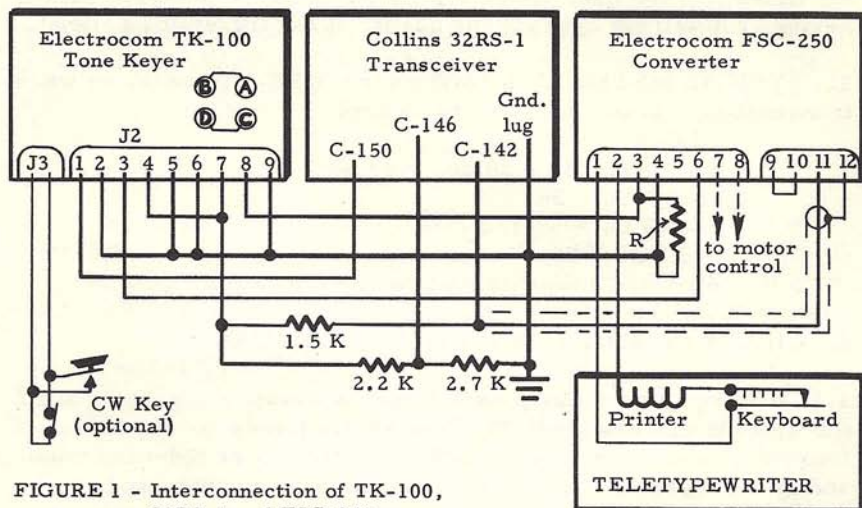 Electrocom TK-100
Tone Keyer
B A
D C
J3
J2
1 2 3 4 5 6 7 8 9
Collins 32RS-1
Transceiver
Gnd.
lug
C-146
C-150
C-142
Electrocom FSC-250
Converter
1 2 3 4 5 6 7 8 9 10 11 12
R
to motor
control
1.5 K
2.2 K
2.7 K
CW Key
(optional)
Printer
Keyboard
TELETYPEWRITER
FIGURE 1 - Interconnection of TK-100,